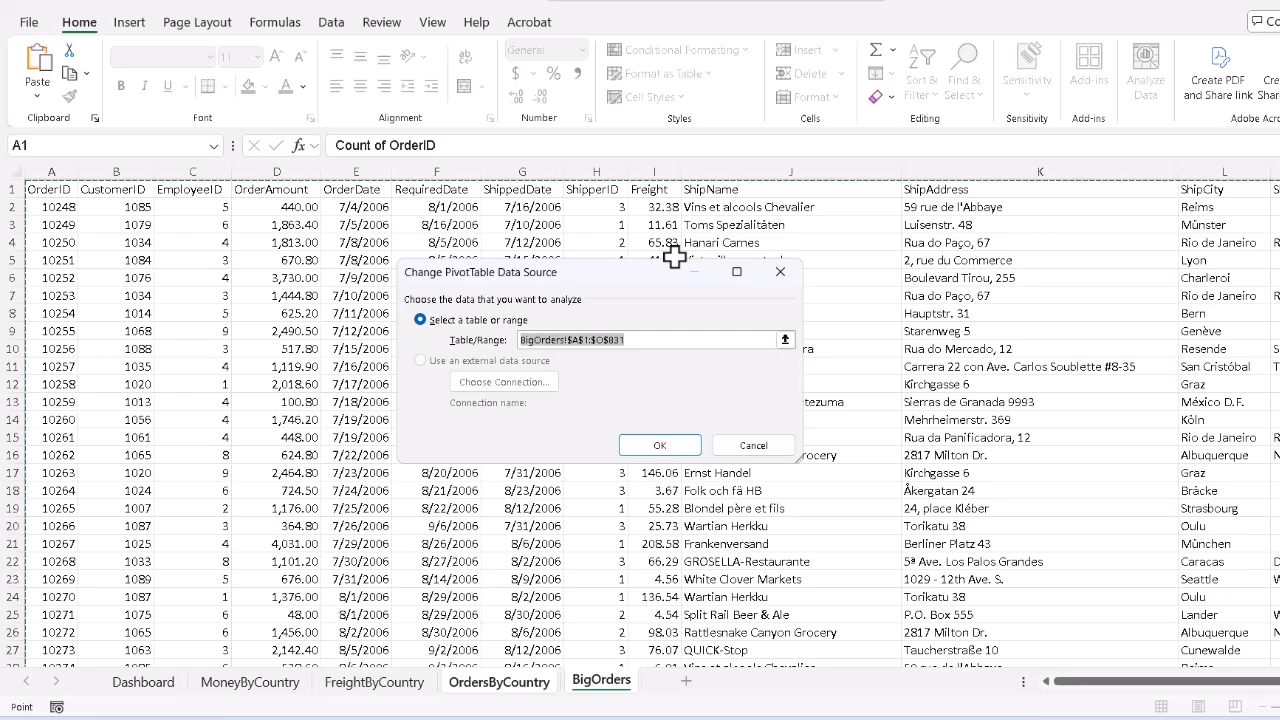 File Home Insert Page Layout Formulas Data Review View Help Acrobat
Paste 11 General Conditional Formatting Format as Table Cell Styles Insert Delete Format Sort & Filter Find & Select Sensitivity Add-ins Analyze Data Create PDF and Share link
Clipboard Font Alignment Number Styles Cells Editing Sensitivity Add-ins
A1 fx Count of OrderID
A B C D E F G H I J K L
1 OrderID CustomerID EmployeeID OrderAmount OrderDate RequiredDate ShippedDate ShipperID Freight ShipName ShipAddress ShipCity
2 10248 1085 5 440.00 7/4/2006 8/1/2006 7/16/2006 3 32.38 Vins et alcools Chevalier 59 rue de l'Abbaye Reims
3 10249 1079 6 1,863.40 7/5/2006 8/16/2006 7/10/2006 1 11.61 Toms Spezialitäten Luisenstr. 48 Münster
4 10250 1034 4 1,813.00 7/8/2006 8/5/2006 7/12/2006 2 65.83 Hanari Carnes Rua do Paço, 67 Rio de Janeiro
5 10251 1084 3 670.80 7/8/2006 2, rue du Commerce Lyon
6 10252 1076 4 3,730.00 7/9/2006 Boulevard Tirou, 255 Charleroi
7 10253 1034 3 1,444.80 7/10/2006 Rua do Paço, 67 Rio de Janeiro
8 10254 1014 5 625.20 7/11/2006 Hauptstr. 31 Bern
9 10255 1068 9 2,490.50 7/12/2006 Starenweg 5 Genève
10 10256 1088 3 517.80 7/15/2006 Rua do Mercado, 12 Resende
11 10257 1035 4 1,119.90 7/16/2006 Carrera 22 con Ave. Carlos Soublette #8-35 San Cristóbal
12 10258 1020 1 2,018.60 7/17/2006 Kirchgasse 6 Graz
13 10259 1013 4 100.80 7/18/2006 Sierras de Granada 9993 México D.F.
14 10260 1056 4 1,746.20 7/19/2006 Mehrheimerstr. 369 Köln
15 10261 1061 4 448.00 7/19/2006 Rua da Panificadora, 12 Rio de Janeiro
16 10262 1065 8 624.80 7/22/2006 2817 Milton Dr. Albuquerque
17 10263 1020 9 2,464.80 7/23/2006 8/20/2006 7/31/2006 3 146.06 Ernst Handel Kirchgasse 6 Graz
18 10264 1024 6 724.50 7/24/2006 8/21/2006 8/23/2006 3 3.67 Folk och fä HB Åkergatan 24 Bräcke
19 10265 1007 2 1,176.00 7/25/2006 8/22/2006 8/12/2006 1 55.28 Blondel père et fils 24, place Kléber Strasbourg
20 10266 1087 3 364.80 7/26/2006 9/6/2006 7/31/2006 3 25.73 Wartian Herkku Torikatu 38 Oulu
21 10267 1025 4 4,031.00 7/29/2006 8/26/2006 8/6/2006 1 208.58 Frankenversand Berliner Platz 43 München
22 10268 1033 8 1,101.20 7/30/2006 8/27/2006 8/2/2006 3 66.29 GROSELLA-Restaurante 5ª Ave. Los Palos Grandes Caracas
23 10269 1089 5 676.00 7/31/2006 8/14/2006 8/9/2006 1 4.56 White Clover Markets 1029 - 12th Ave. S. Seattle
24 10270 1087 1 1,376.00 8/1/2006 8/29/2006 8/2/2006 1 136.54 Wartian Herkku Torikatu 38 Oulu
25 10271 1075 6 48.00 8/1/2006 8/29/2006 8/30/2006 2 4.54 Split Rail Beer & Ale P.O. Box 555 Lander
26 10272 1065 6 1,456.00 8/2/2006 8/30/2006 8/6/2006 2 98.03 Rattlesnake Canyon Grocery 2817 Milton Dr. Albuquerque
27 10273 1063 3 2,142.40 8/5/2006 9/2/2006 8/12/2006 3 76.07 QUICK-Stop Taucherstraße 10 Cunewalde
Change PivotTable Data Source
Choose the data that you want to analyze
Select a table or range
Table/Range: BigOrders!$A$1:$O$831
Use an external data source
Choose Connection...
Connection name:
OK Cancel
Dashboard MoneyByCountry FreightByCountry OrdersByCountry BigOrders
Point